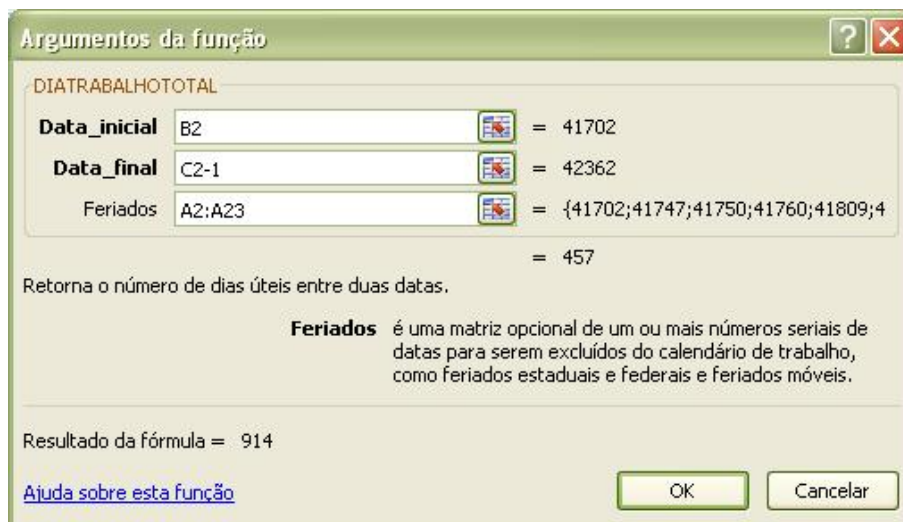 Argumentos da função
DIATRABALHOTOTAL
Data_inicial B2 = 41702
Data_final C2-1 = 42362
Feriados A2:A23 = {41702;41747;41750;41760;41809;4
= 457
Retorna o número de dias úteis entre duas datas.
Feriados é uma matriz opcional de um ou mais números seriais de
datas para serem excluídos do calendário de trabalho,
como feriados estaduais e federais e feriados móveis.
Resultado da fórmula = 914
Ajuda sobre esta função OK Cancelar